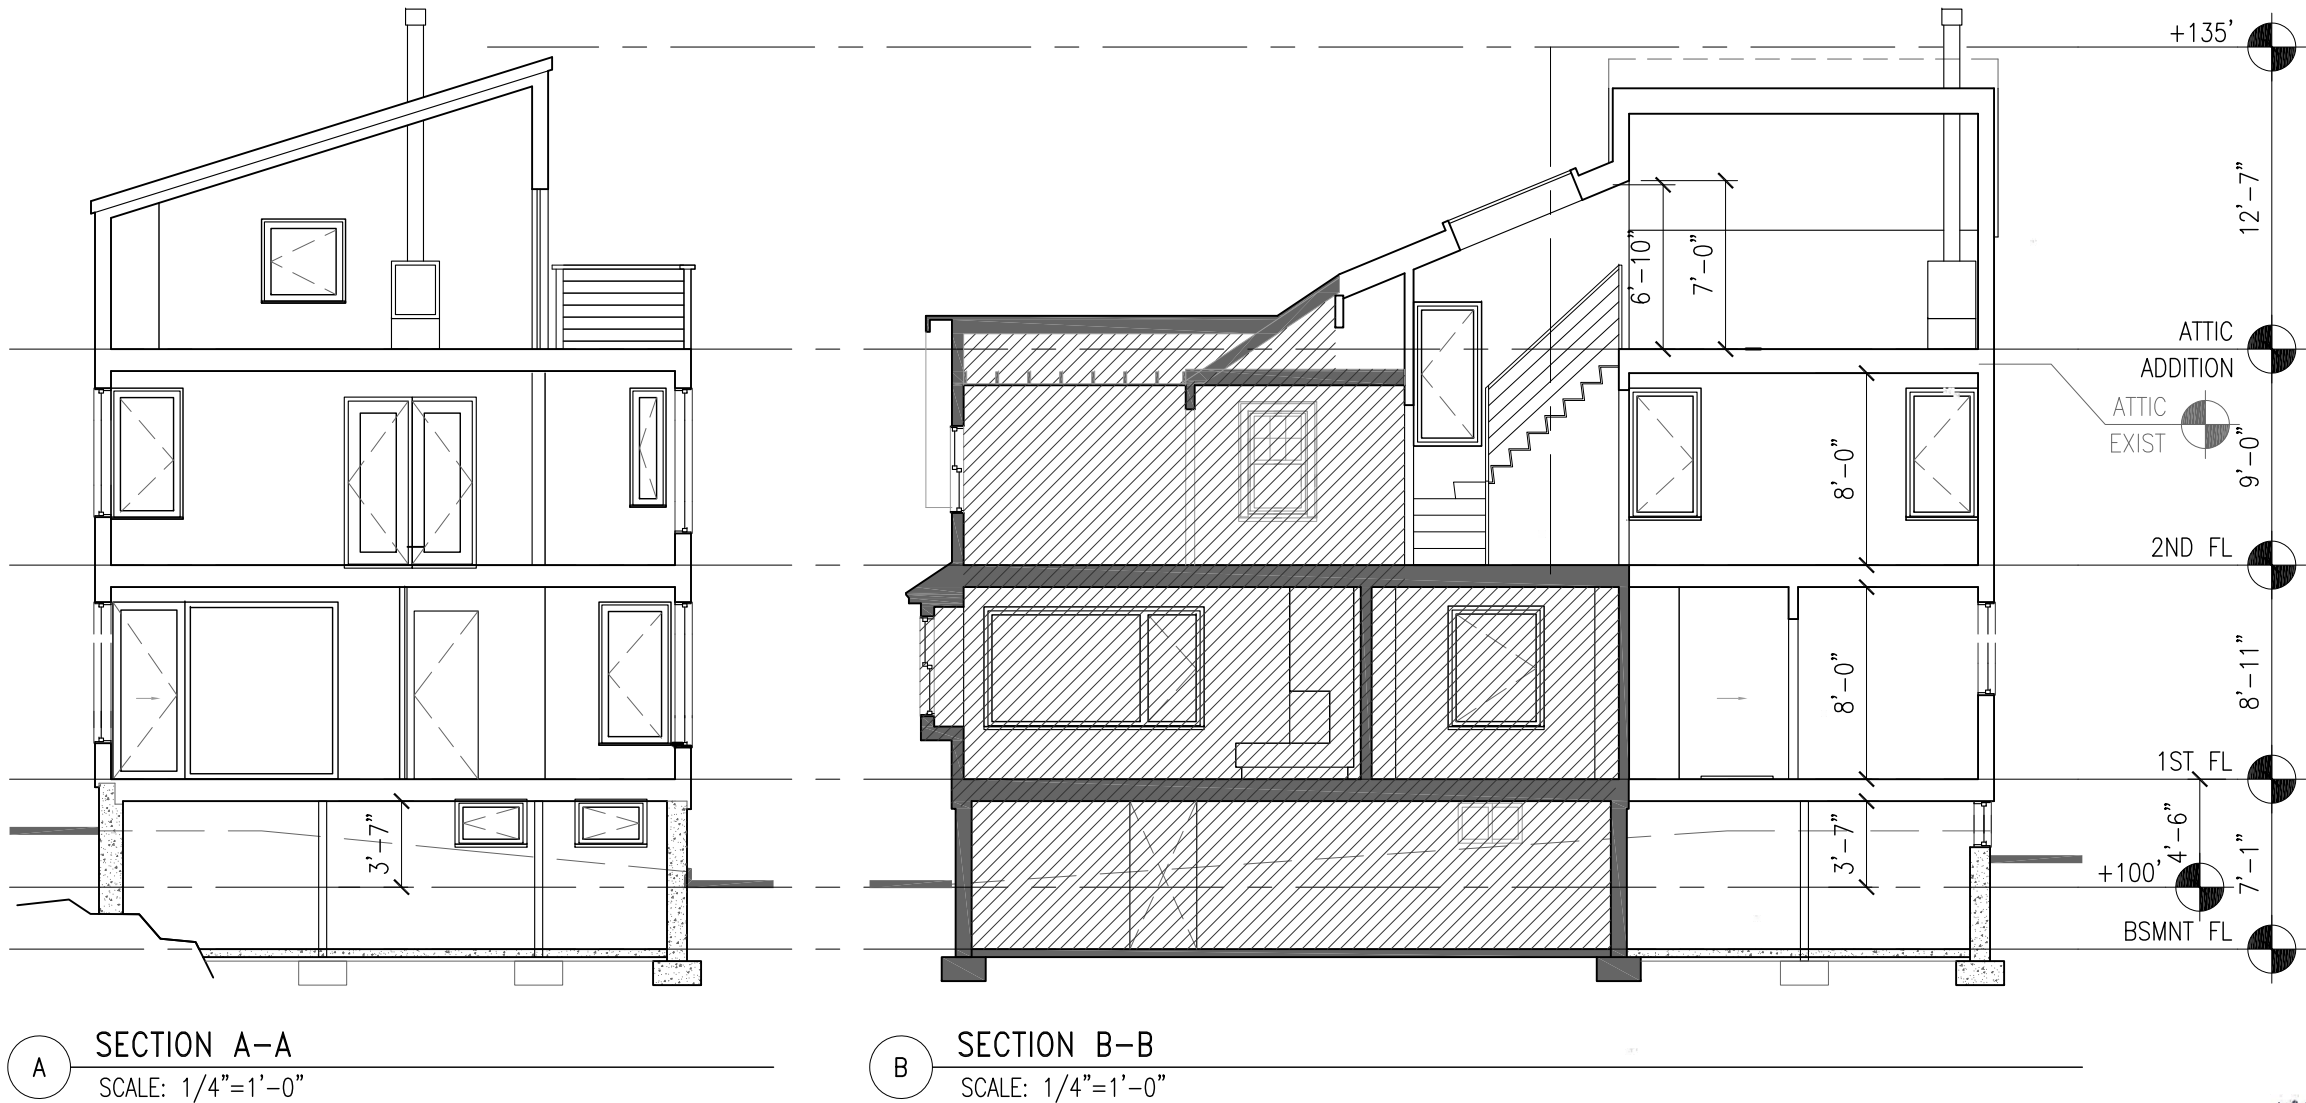 +135'
12'-7"
6'-10"
7'-0"
ATTIC
ADDITION
ATTIC
EXIST
9'-0"
8'-0"
2ND FL
8'-11"
8'-0"
1ST FL
4'-6"
3'-7"
3'-7"
+100'
7'-1"
BSMNT FL
A
SECTION A-A
SCALE: 1/4"=1'-0"
B
SECTION B-B
SCALE: 1/4"=1'-0"